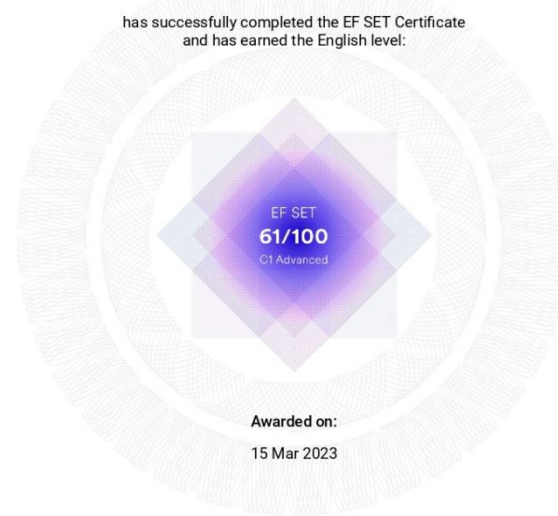 has successfully completed the EF SET Certificate
and has earned the English level:
EF SET
61/100
C1 Advanced
Awarded on:
15 Mar 2023